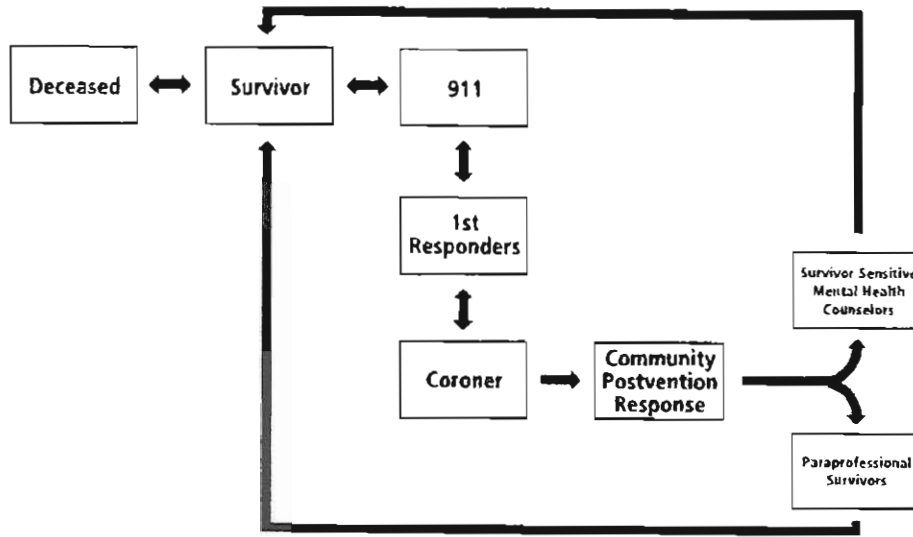 Deceased
Survivor
911
1st
Responders
Survivor Sensitive
Mental Health
Counselors
Coroner
Community
Postvention
Response
Paraprofessional
Survivors